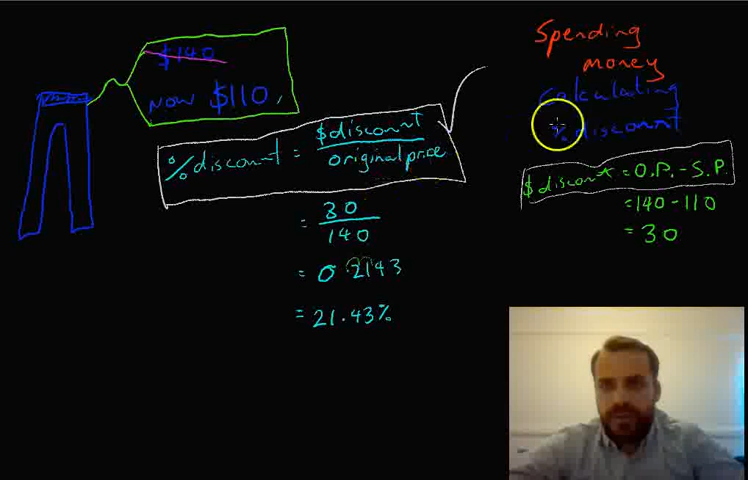 $140
NOW $110,
% discount = $discount / original price
= 30 / 140
= 0.2143
= 21.43%
Spending
money
Calculating
% discount
$ discount = O.P. - S.P.
= 140 - 110
= 30